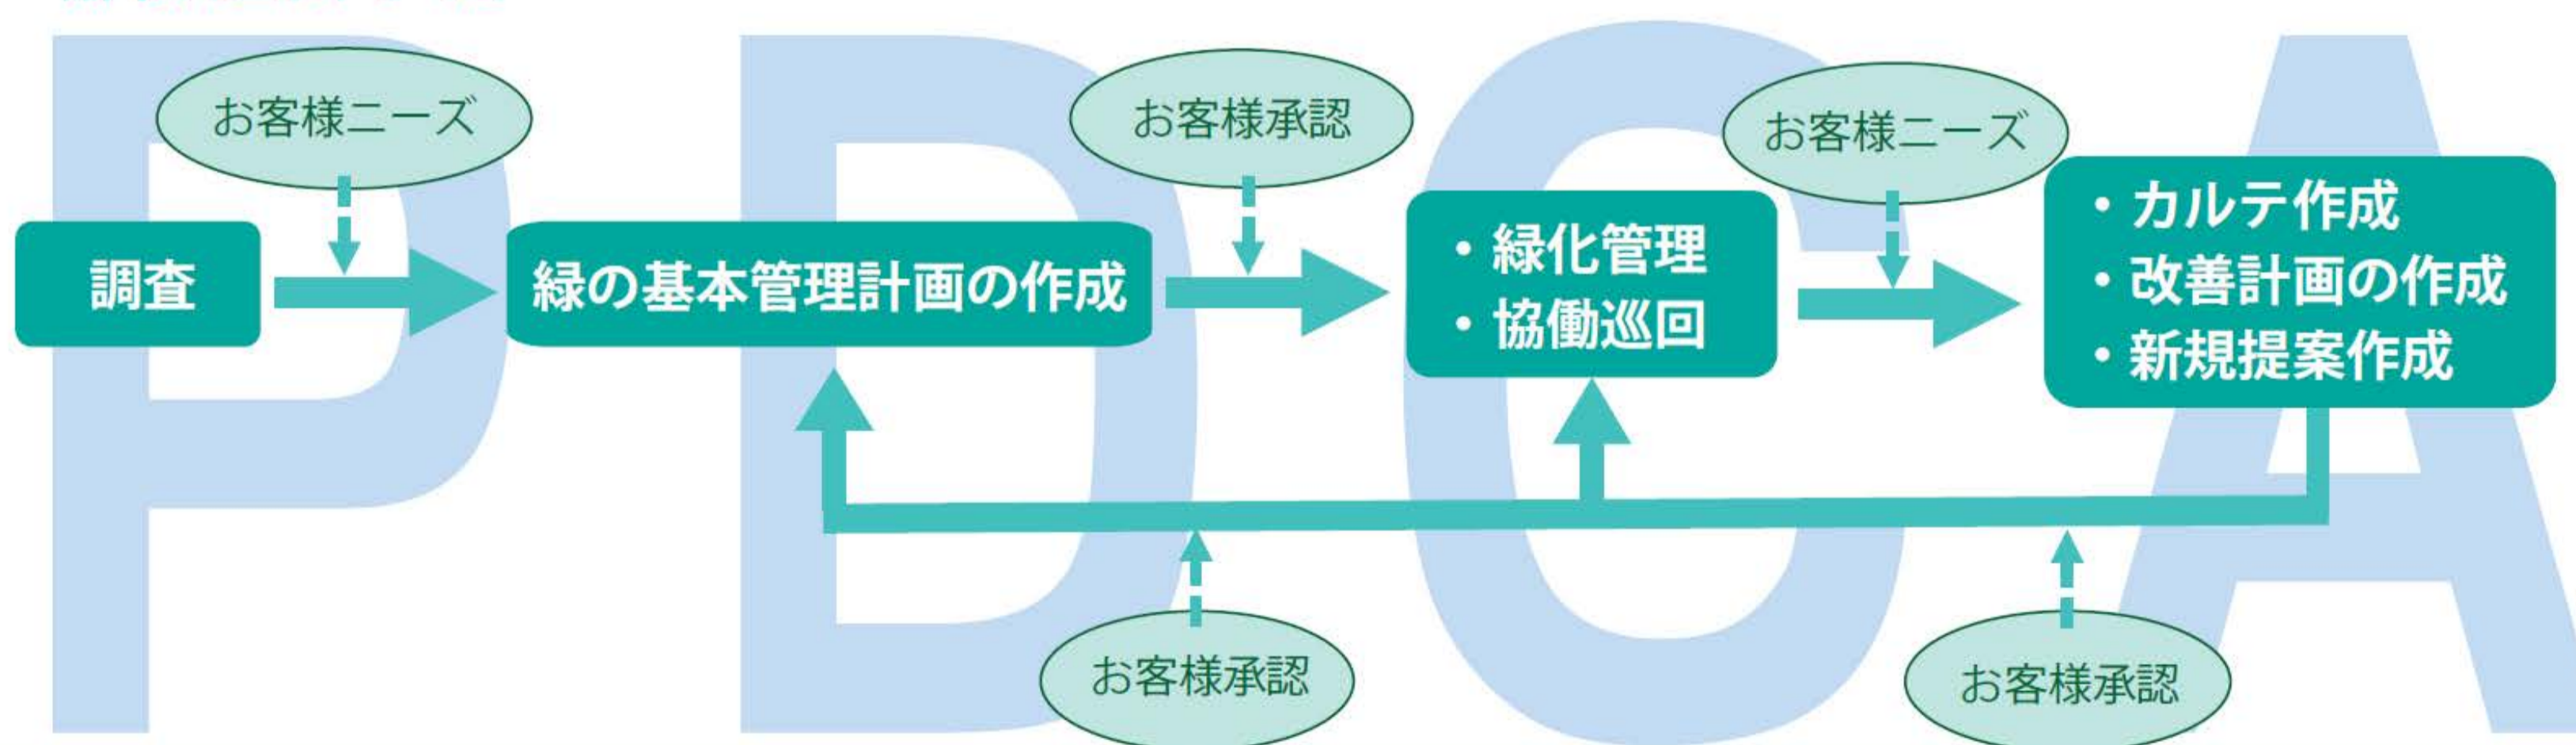 お客様ニーズ
お客様承認
お客様ニーズ
調査
緑の基本管理計画の作成
・緑化管理
・協働巡回
・カルテ作成
・改善計画の作成
・新規提案作成
お客様承認
お客様承認
P D C A